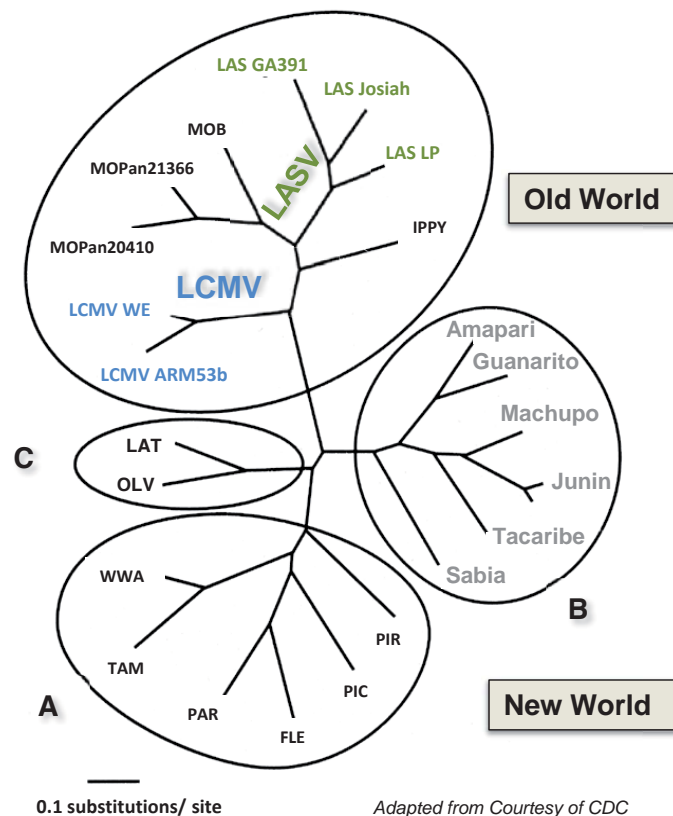 LAS GA391
LAS Josiah
MOB
LASV
LAS LP
MOPan21366
Old World
IPPY
MOPan20410
LCMV
LCMV WE
Amapari
Guanarito
LCMV ARM53b
Machupo
C
LAT
OLV
Junin
Tacaribe
Sabia
WWA
B
PIR
TAM
PIC
A
PAR
New World
FLE
0.1 substitutions/ site
Adapted from Courtesy of CDC